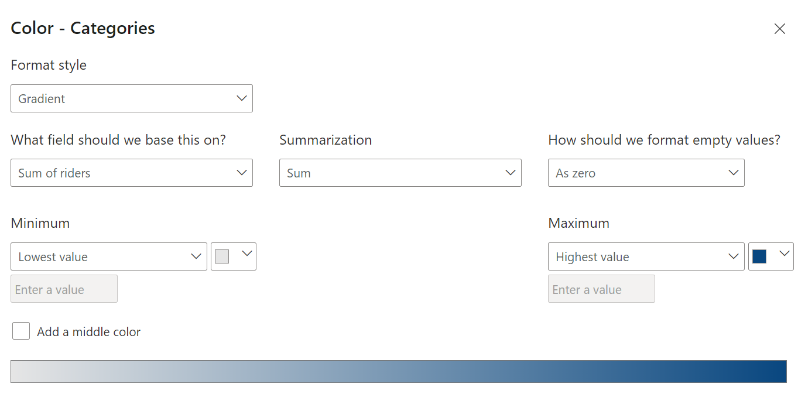 Color - Categories
Format style
Gradient
What field should we base this on? Summarization How should we format empty values?
Sum of riders Sum As zero
Minimum Maximum
Lowest value Highest value
Enter a value Enter a value
Add a middle color